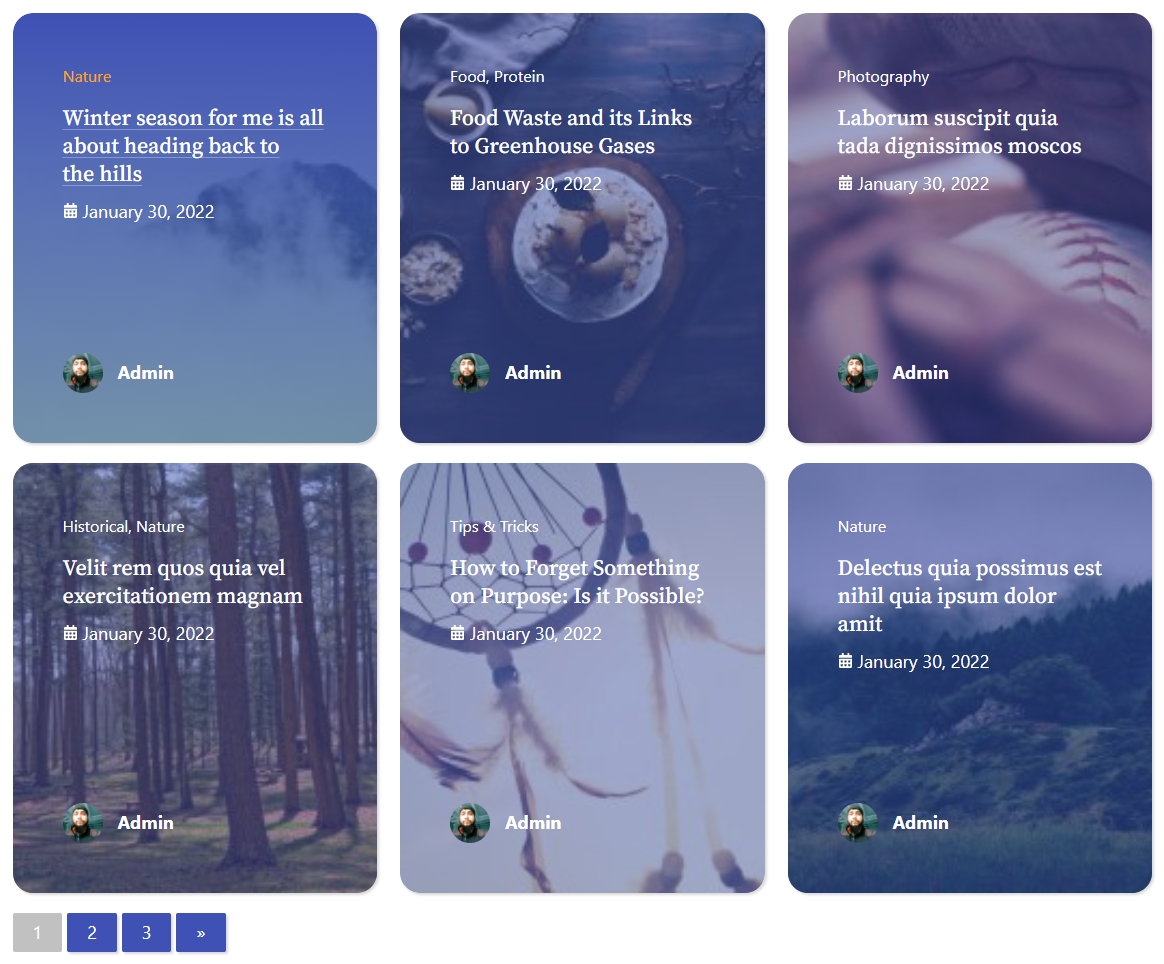 Nature
Winter season for me is all
about heading back to
the hills
January 30, 2022
Admin
Food, Protein
Food Waste and its Links
to Greenhouse Gases
January 30, 2022
Admin
Photography
Laborum suscipit quia
tada dignissimos moscos
January 30, 2022
Admin
Historical, Nature
Velit rem quos quia vel
exercitationem magnam
January 30, 2022
Admin
Tips & Tricks
How to Forget Something
on Purpose: Is it Possible?
January 30, 2022
Admin
Nature
Delectus quia possimus est
nihil quia ipsum dolor
amit
January 30, 2022
Admin
1 2 3 »